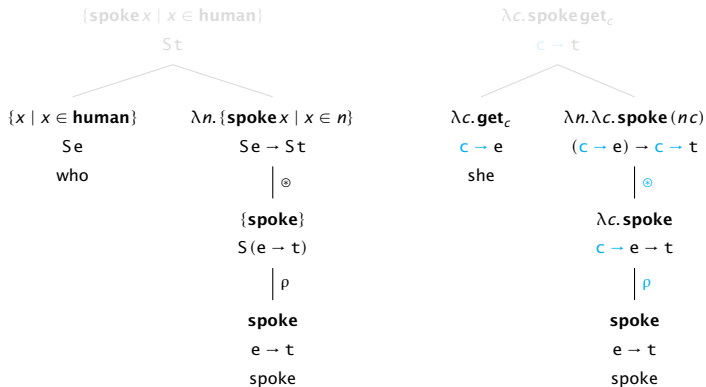 {spoke x | x ∈ human} λc. spoke get_c
St c → t
{x | x ∈ human} λn. {spoke x | x ∈ n} λc. get_c λn. λc. spoke (n c)
Se Se → St c → e (c → e) → c → t
who ⊛ she ⊛
{spoke} λc. spoke
S(e → t) c → e → t
ρ ρ
spoke spoke
e → t e → t
spoke spoke